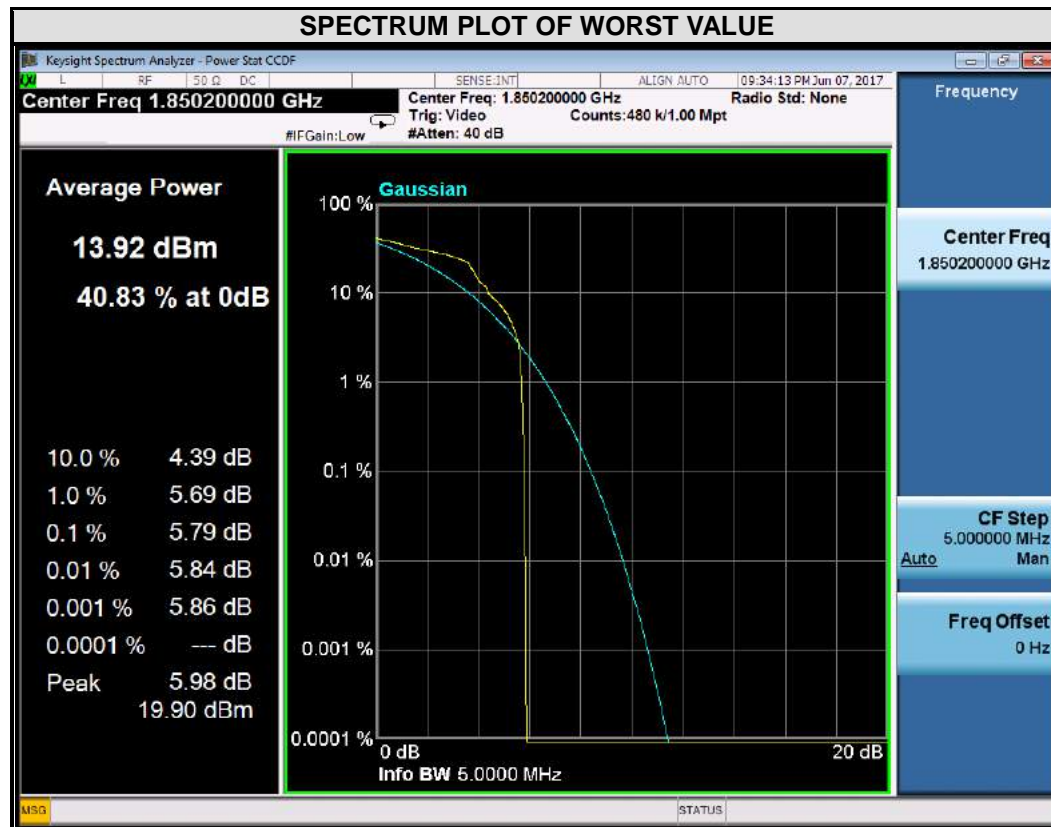 SPECTRUM PLOT OF WORST VALUE
Keysight Spectrum Analyzer - Power Stat CCDF
L RF 50 Ω DC SENSE:INT ALIGN AUTO 09:34:13 PM Jun 07, 2017
Center Freq 1.850200000 GHz
Center Freq: 1.850200000 GHz Radio Std: None
Trig: Video Counts:480 k/1.00 Mpt
#IFGain:Low #Atten: 40 dB
Frequency
Average Power
13.92 dBm
40.83 % at 0dB
10.0 % 4.39 dB
1.0 % 5.69 dB
0.1 % 5.79 dB
0.01 % 5.84 dB
0.001 % 5.86 dB
0.0001 % --- dB
Peak 5.98 dB
19.90 dBm
Gaussian
100 %
10 %
1 %
0.1 %
0.01 %
0.001 %
0.0001 %
0 dB 20 dB
Info BW 5.0000 MHz
Center Freq
1.850200000 GHz
CF Step
5.000000 MHz
Auto Man
Freq Offset
0 Hz
MSG STATUS